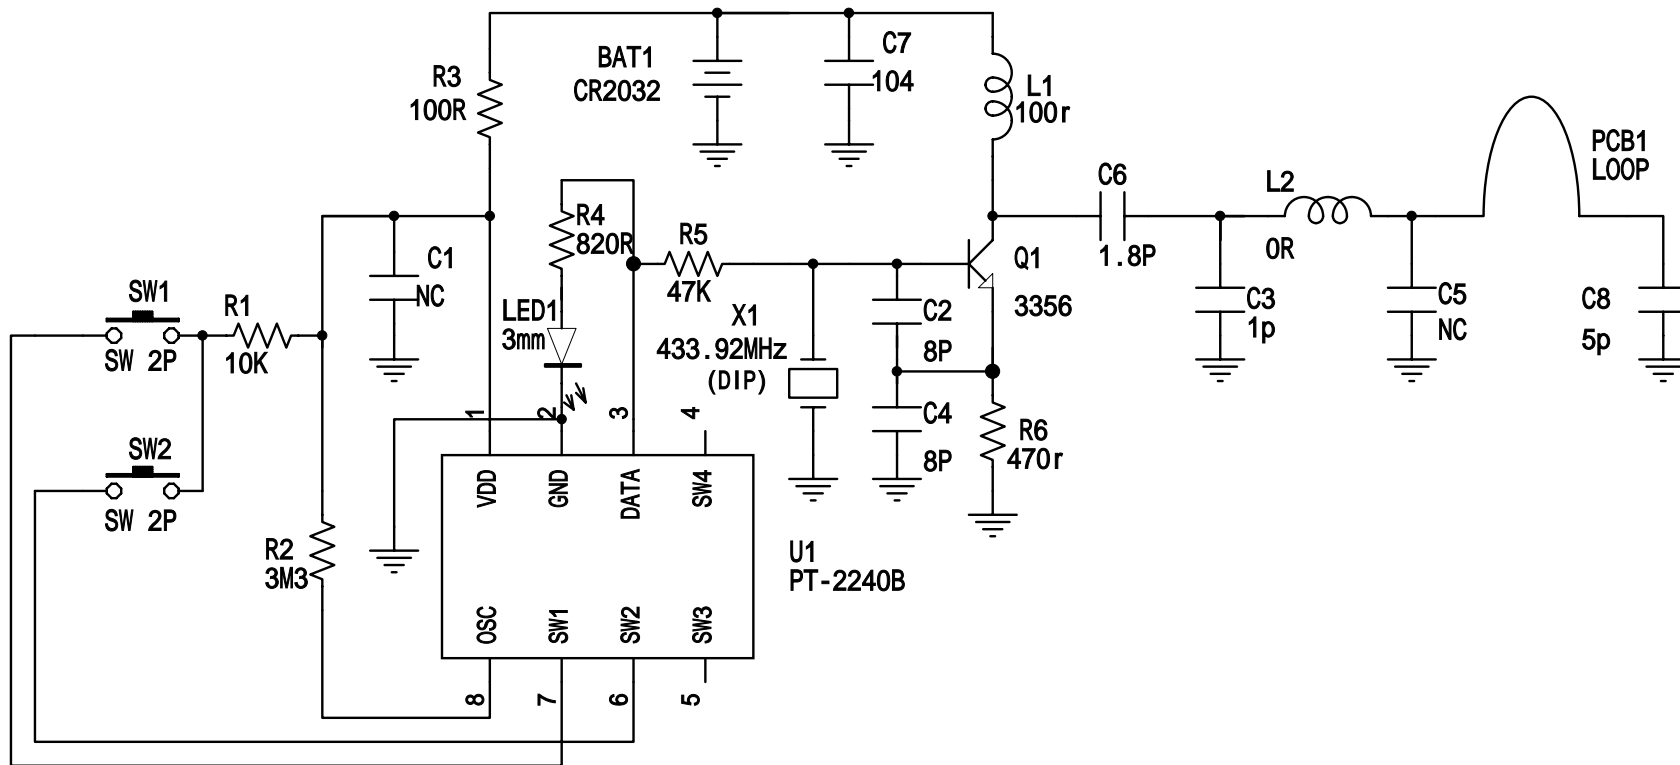 BAT1
CR2032
C7
104
R3
100R
L1
100r
PCB1
LOOP
C6
1.8P
L2
0R
R4
820R
R5
47K
C1
NC
Q1
3356
SW1
SW 2P
R1
10K
LED1
3mm
X1
433.92MHz
(DIP)
C2
8P
C3
1p
C5
NC
C8
5p
1
2
3
4
C4
8P
R6
470r
SW2
SW 2P
VDD
GND
DATA
SW4
R2
3M3
U1
PT-2240B
OSC
SW1
SW2
SW3
8
7
6
5